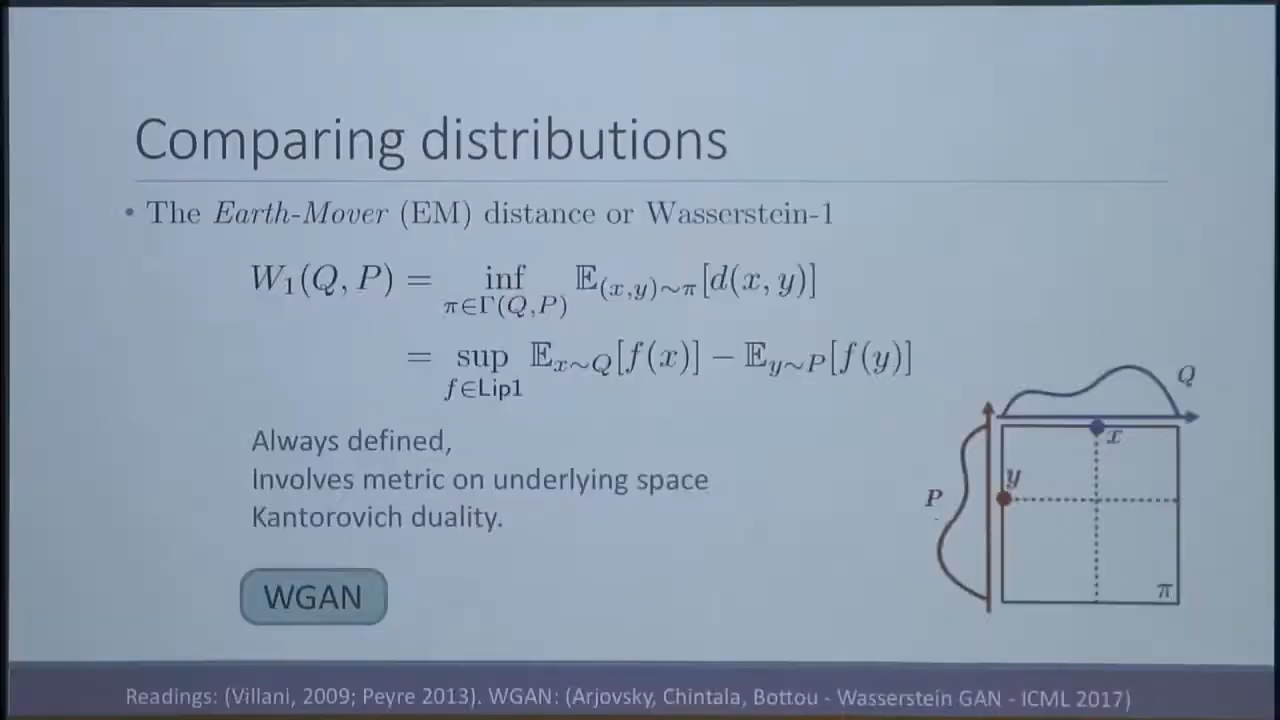 Comparing distributions
• The Earth-Mover (EM) distance or Wasserstein-1
W₁(Q, P) = inf_{π∈Γ(Q,P)} 𝔼_{(x,y)∼π}[d(x, y)]
= sup_{f∈Lip1} 𝔼_{x∼Q}[f(x)] − 𝔼_{y∼P}[f(y)]
Always defined,
Involves metric on underlying space
Kantorovich duality.
WGAN
Q
x
y
P
π
Readings: (Villani, 2009; Peyre 2013). WGAN: (Arjovsky, Chintala, Bottou - Wasserstein GAN - ICML 2017)